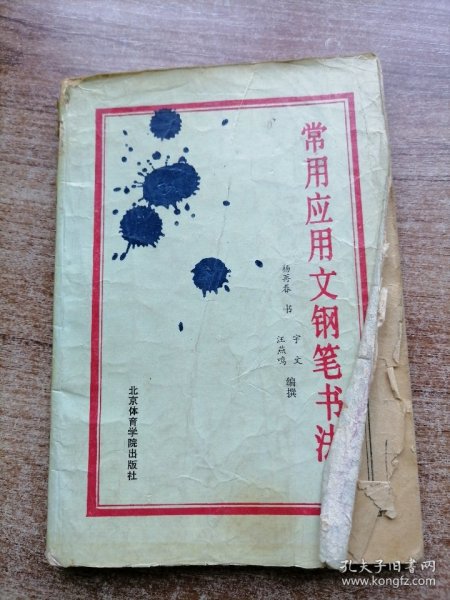 常用应用文钢笔书法
杨再春 书
宇文
汪燕鸣 编撰
北京体育学院出版社
孔夫子旧书网
www.kongfz.com